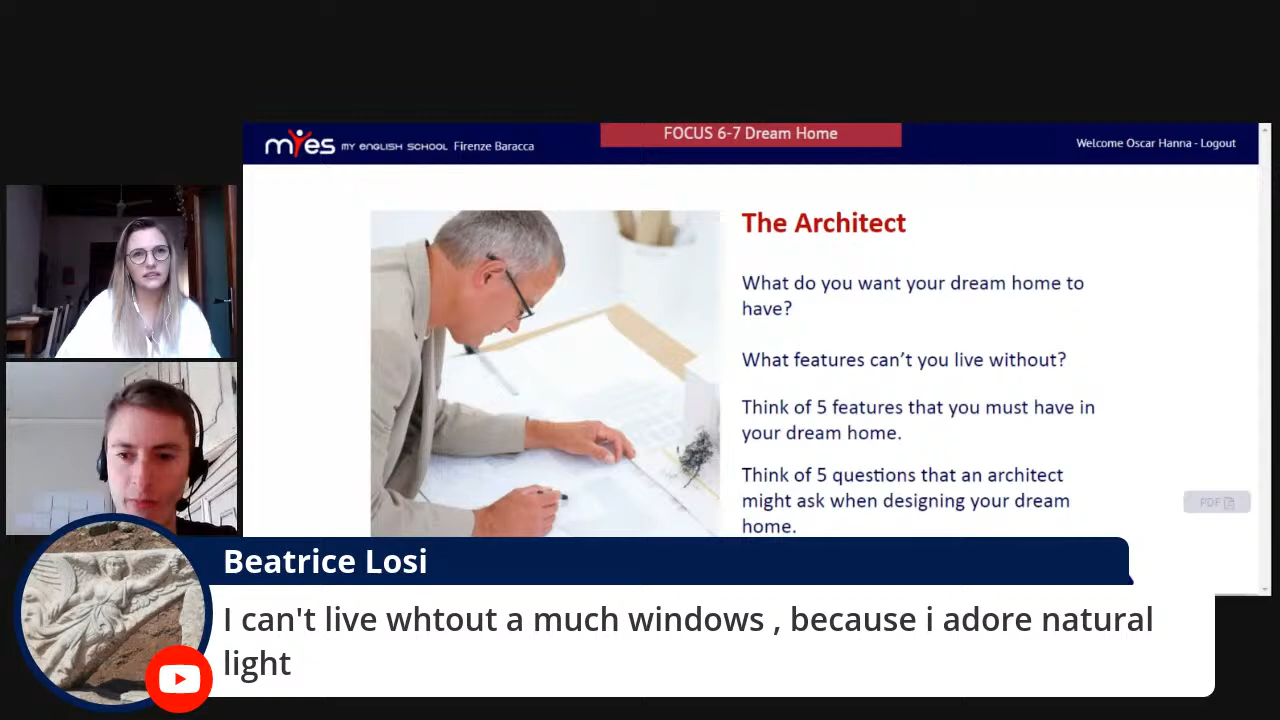 FOCUS 6-7 Dream Home
myes MY ENGLISH SCHOOL Firenze Baracca
Welcome Oscar Hanna - Logout
The Architect
What do you want your dream home to
have?
What features can't you live without?
Think of 5 features that you must have in
your dream home.
Think of 5 questions that an architect
might ask when designing your dream
home.
PDF
Beatrice Losi
I can't live whtout a much windows , because i adore natural
light